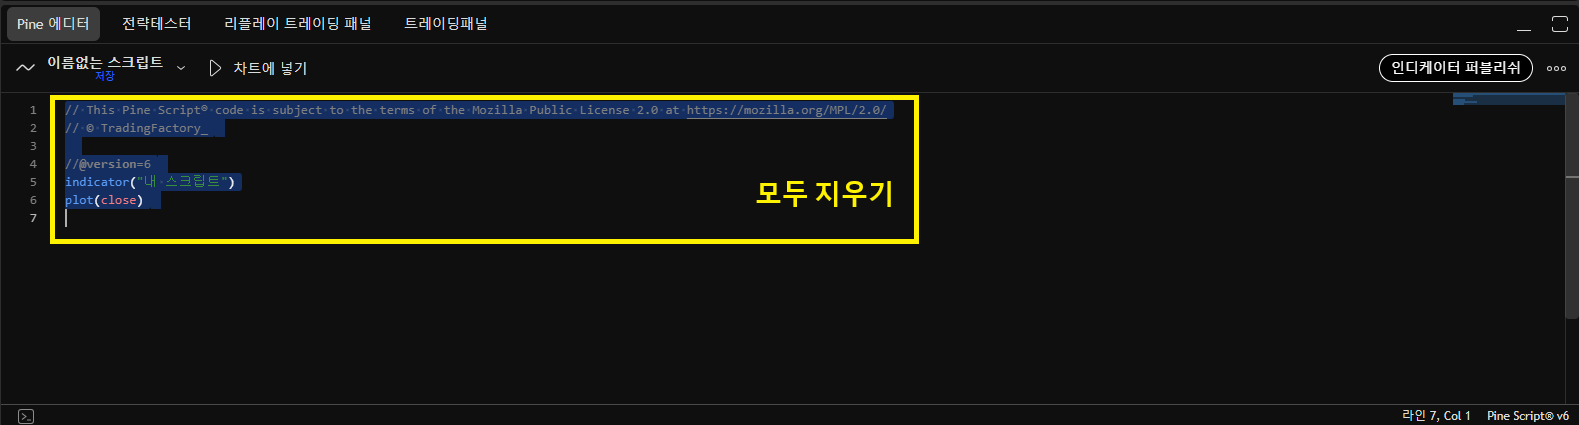 Pine 에디터 전략테스터 리플레이 트레이딩 패널 트레이딩패널
이름없는 스크립트
저장
차트에 넣기
인디케이터 퍼블리쉬
1 // This Pine Script® code is subject to the terms of the Mozilla Public License 2.0 at https://mozilla.org/MPL/2.0/
2 // © TradingFactory_
3
4 //@version=6
5 indicator("내 스크립트")
6 plot(close)
7
모두 지우기
라인 7, Col 1 Pine Script® v6